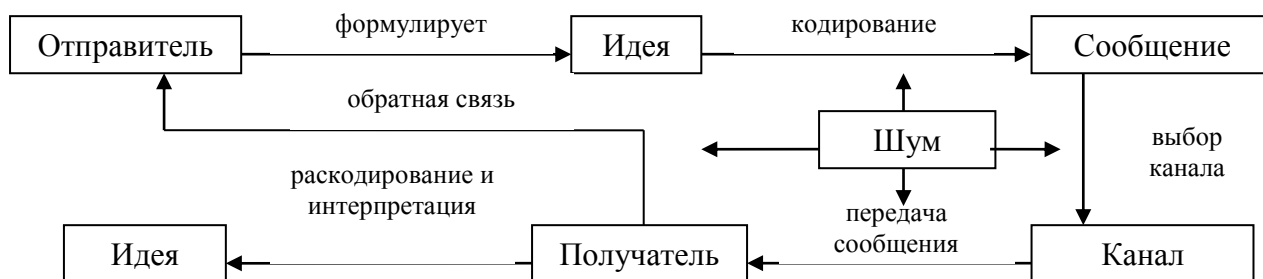 формулирует
кодирование
Отправитель
Идея
Сообщение
обратная связь
Шум
выбор
канала
раскодирование и
интерпретация
передача
сообщения
Идея
Получатель
Канал